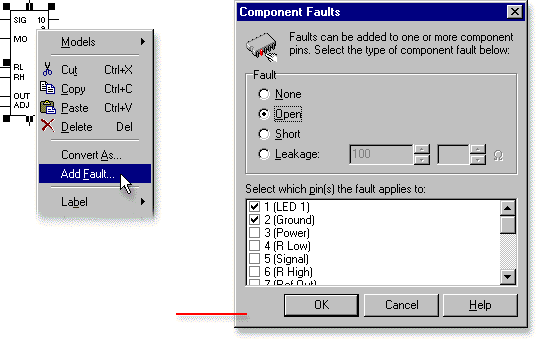 SIG 10
9
MO
RL
RH
OUT
ADJ
Models
Cut Ctrl+X
Copy Ctrl+C
Paste Ctrl+V
Delete Del
Convert As...
Add Fault...
Label
Component Faults
Faults can be added to one or more component
pins. Select the type of component fault below:
Fault
None
Open
Short
Leakage: 100 Ω
Select which pin(s) the fault applies to:
1 (LED 1)
2 (Ground)
3 (Power)
4 (R Low)
5 (Signal)
6 (R High)
7 (Ref Out)
OK Cancel Help